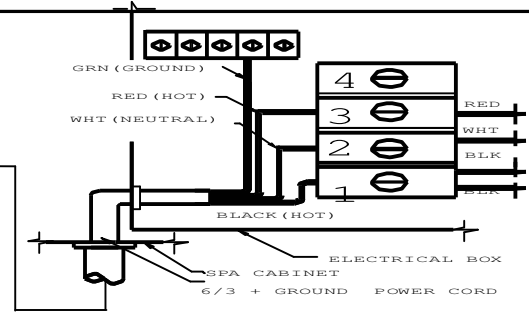 GRN (GROUND)
4
RED (HOT)
3
RED
WHT (NEUTRAL)
WHT
2
BLK
1
BLK
BLACK (HOT)
ELECTRICAL BOX
SPA CABINET
6/3 + GROUND POWER CORD